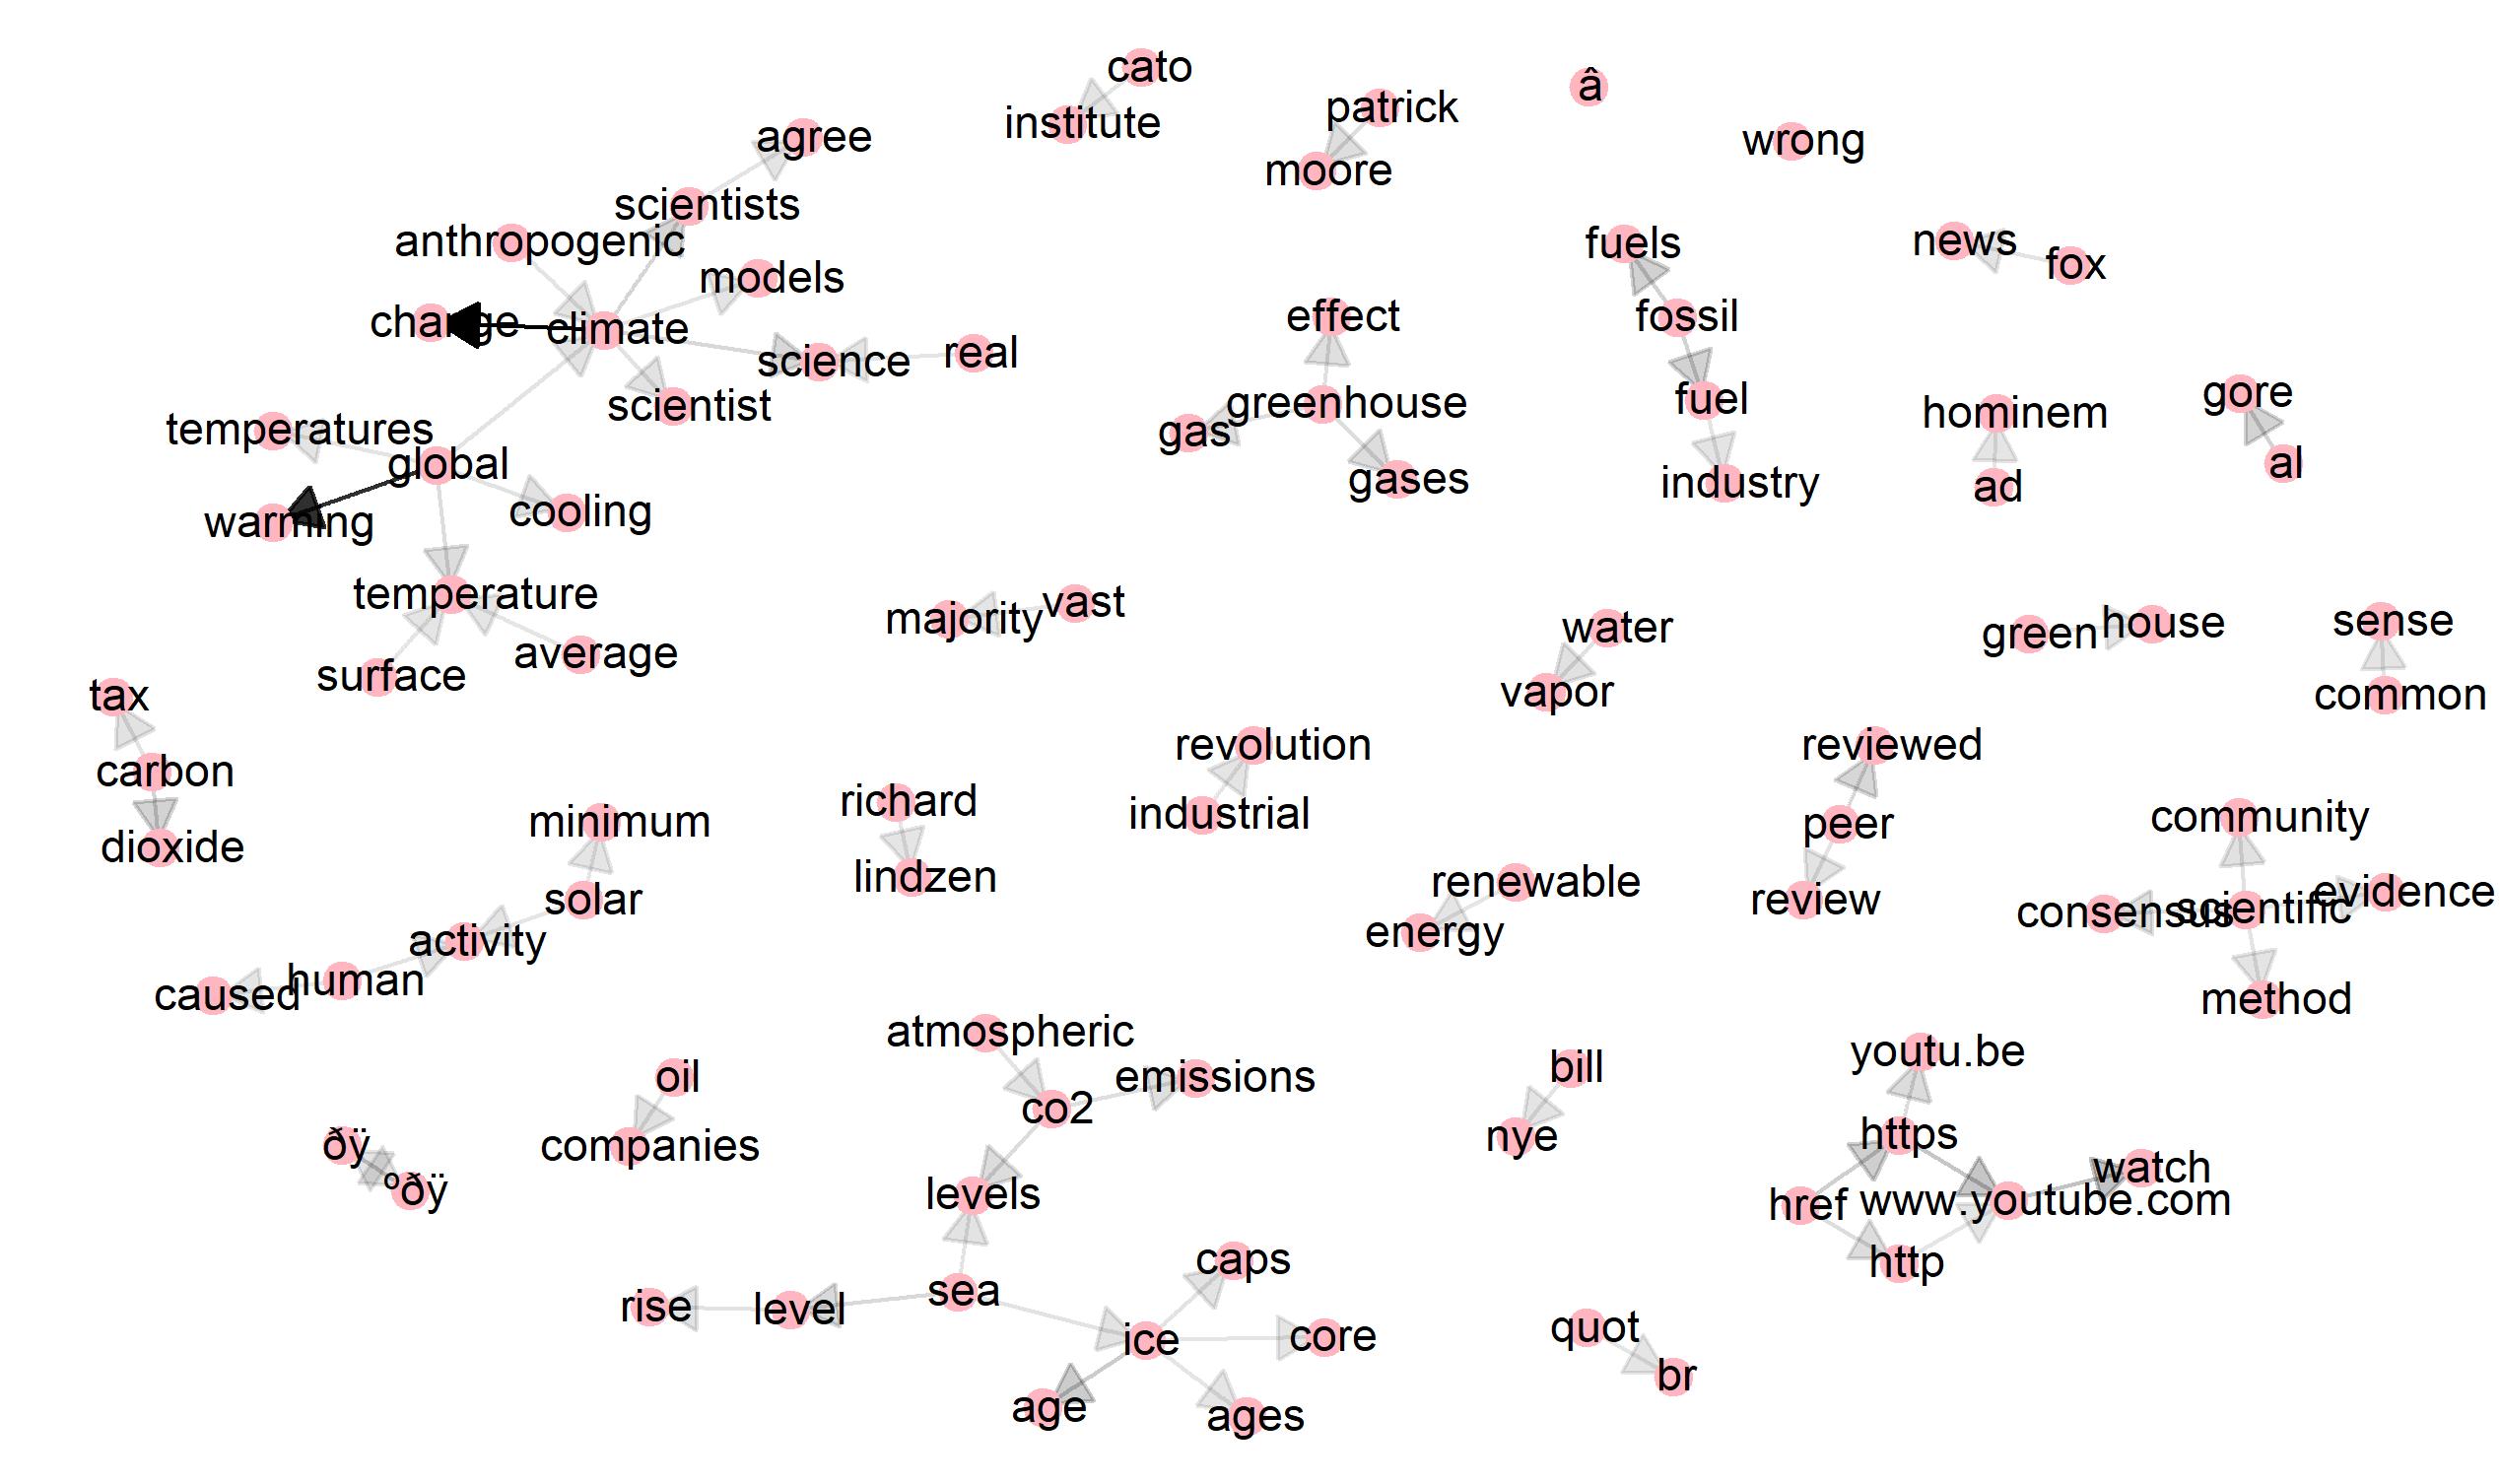 cato
â
patrick
institute
agree
wrong
moore
scientists
anthropogenic
fuels
news
fox
models
effect
fossil
change
climate
real
science
gore
fuel
greenhouse
scientist
hominem
temperatures
gas
global
al
gases
industry
ad
cooling
warming
temperature
vast
majority
water
green
house
sense
average
surface
vapor
common
tax
revolution
reviewed
carbon
richard
industrial
minimum
peer
community
dioxide
lindzen
renewable
evidence
solar
review
consensus
scientific
activity
energy
human
caused
method
atmospheric
youtu.be
oil
emissions
bill
co2
https
companies
nye
ðÿ
watch
ºðÿ
levels
href
www.youtube.com
caps
http
sea
rise
level
ice
core
quot
br
age
ages